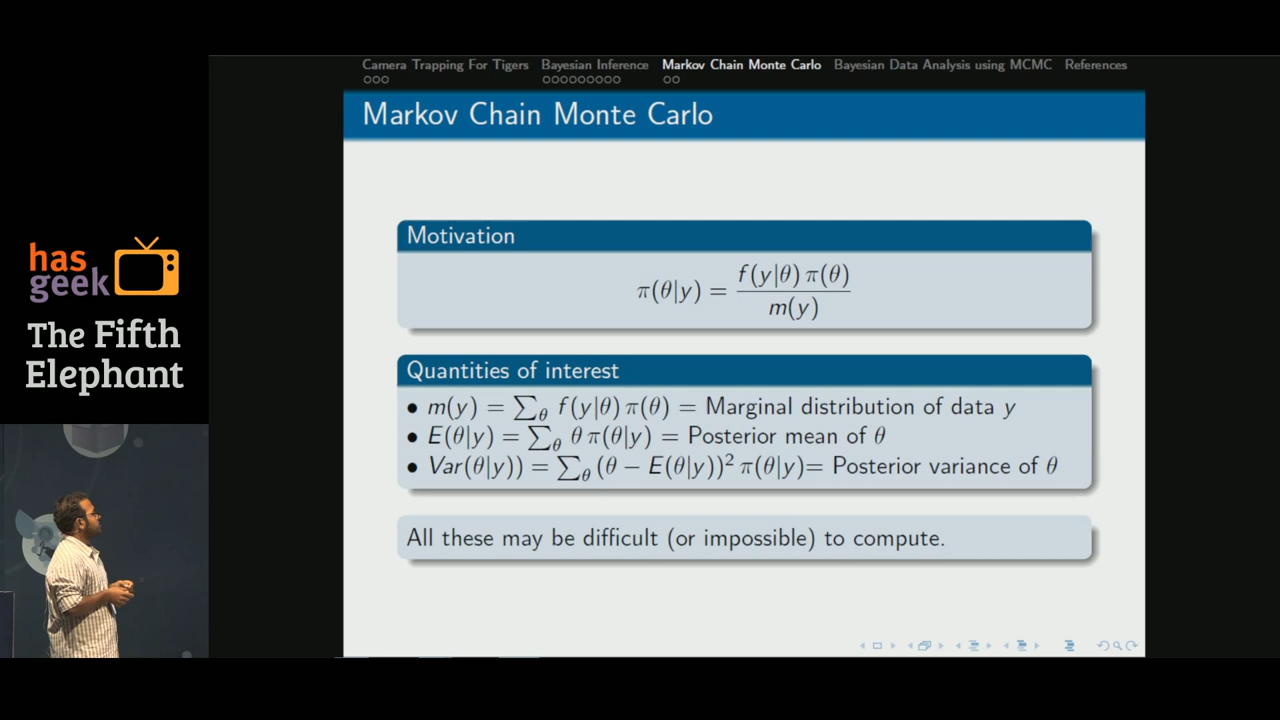 Camera Trapping For Tigers Bayesian Inference Markov Chain Monte Carlo Bayesian Data Analysis using MCMC References
Markov Chain Monte Carlo
has
geek
The Fifth
Elephant
Motivation
π(θ|y) = f(y|θ) π(θ) / m(y)
Quantities of interest
• m(y) = ∑θ f(y|θ) π(θ) = Marginal distribution of data y
• E(θ|y) = ∑θ θ π(θ|y) = Posterior mean of θ
• Var(θ|y)) = ∑θ (θ − E(θ|y))² π(θ|y)= Posterior variance of θ
All these may be difficult (or impossible) to compute.